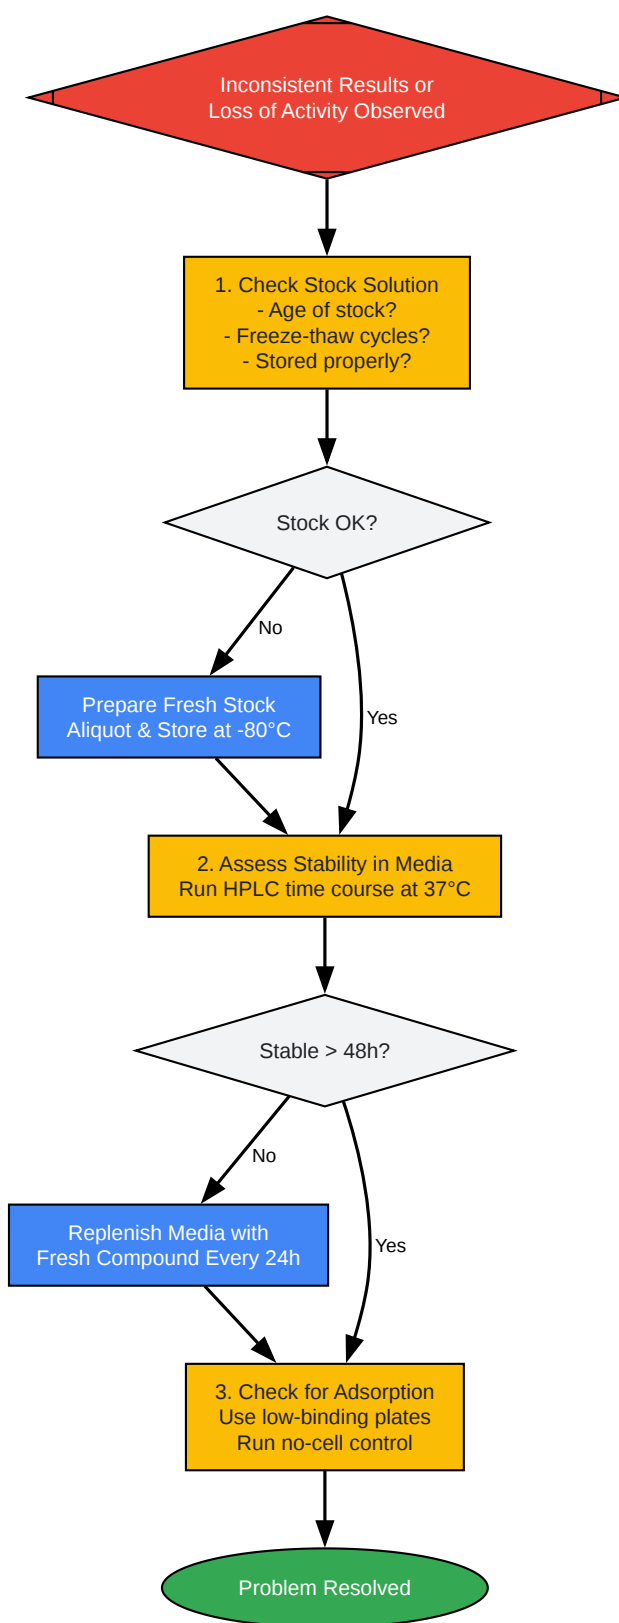 Inconsistent Results or
Loss of Activity Observed
1. Check Stock Solution
- Age of stock?
- Freeze-thaw cycles?
- Stored properly?
Stock OK?
No
Prepare Fresh Stock
Aliquot & Store at -80°C
Yes
2. Assess Stability in Media
Run HPLC time course at 37°C
Stable > 48h?
No
Replenish Media with
Fresh Compound Every 24h
Yes
3. Check for Adsorption
Use low-binding plates
Run no-cell control
Problem Resolved